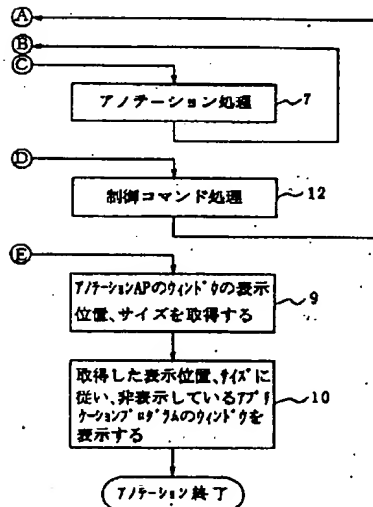 Ⓐ
Ⓑ
Ⓒ
アノテーション処理
7
Ⓓ
制御コマンド処理
12
Ⓔ
アノテーションAPのウィンドウの表示
位置、サイズを取得する
9
取得した表示位置、サイズに
従い、非表示しているアプリ
ケーションプログラムのウィンドウを
表示する
10
アノテーション終了